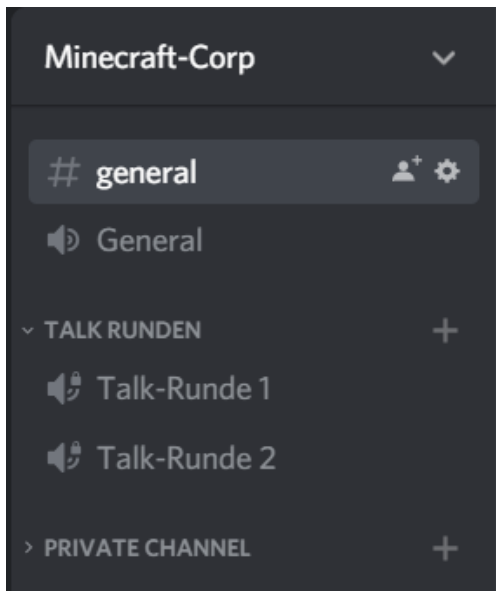 Minecraft-Corp
# general
General
TALK RUNDEN
Talk-Runde 1
Talk-Runde 2
PRIVATE CHANNEL